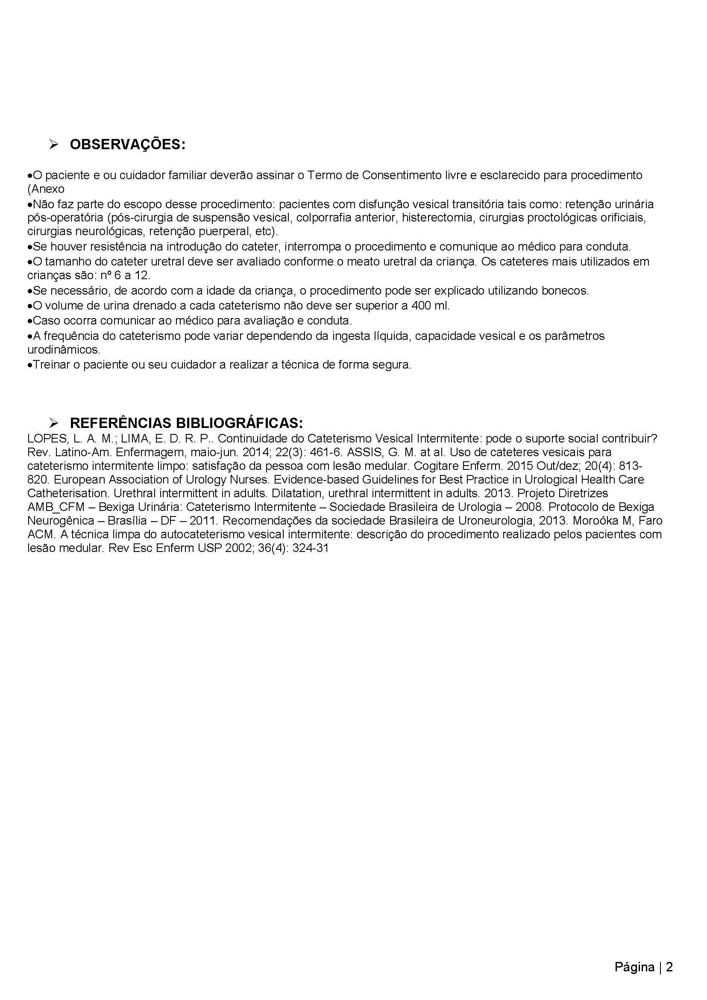 ➢ OBSERVAÇÕES:
•O paciente e ou cuidador familiar deverão assinar o Termo de Consentimento livre e esclarecido para procedimento
(Anexo
•Não faz parte do escopo desse procedimento: pacientes com disfunção vesical transitória tais como: retenção urinária
pós-operatória (pós-cirurgia de suspensão vesical, colporrafia anterior, histerectomia, cirurgias proctológicas orificiais,
cirurgias neurológicas, retenção puerperal, etc).
•Se houver resistência na introdução do cateter, interrompa o procedimento e comunique ao médico para conduta.
•O tamanho do cateter uretral deve ser avaliado conforme o meato uretral da criança. Os cateteres mais utilizados em
crianças são: nº 6 a 12.
•Se necessário, de acordo com a idade da criança, o procedimento pode ser explicado utilizando bonecos.
•O volume de urina drenado a cada cateterismo não deve ser superior a 400 ml.
•Caso ocorra comunicar ao médico para avaliação e conduta.
•A frequência do cateterismo pode variar dependendo da ingesta líquida, capacidade vesical e os parâmetros
urodinâmicos.
•Treinar o paciente ou seu cuidador a realizar a técnica de forma segura.
➢ REFERÊNCIAS BIBLIOGRÁFICAS:
LOPES, L. A. M.; LIMA, E. D. R. P.. Continuidade do Cateterismo Vesical Intermitente: pode o suporte social contribuir?
Rev. Latino-Am. Enfermagem, maio-jun. 2014; 22(3): 461-6. ASSIS, G. M. at al. Uso de cateteres vesicais para
cateterismo intermitente limpo: satisfação da pessoa com lesão medular. Cogitare Enferm. 2015 Out/dez; 20(4): 813-
820. European Association of Urology Nurses. Evidence-based Guidelines for Best Practice in Urological Health Care
Catheterisation. Urethral intermittent in adults. Dilatation, urethral intermittent in adults. 2013. Projeto Diretrizes
AMB_CFM – Bexiga Urinária: Cateterismo Intermitente – Sociedade Brasileira de Urologia – 2008. Protocolo de Bexiga
Neurogênica – Brasília – DF – 2011. Recomendações da sociedade Brasileira de Uroneurologia, 2013. Moroóka M, Faro
ACM. A técnica limpa do autocateterismo vesical intermitente: descrição do procedimento realizado pelos pacientes com
lesão medular. Rev Esc Enferm USP 2002; 36(4): 324-31
Página | 2